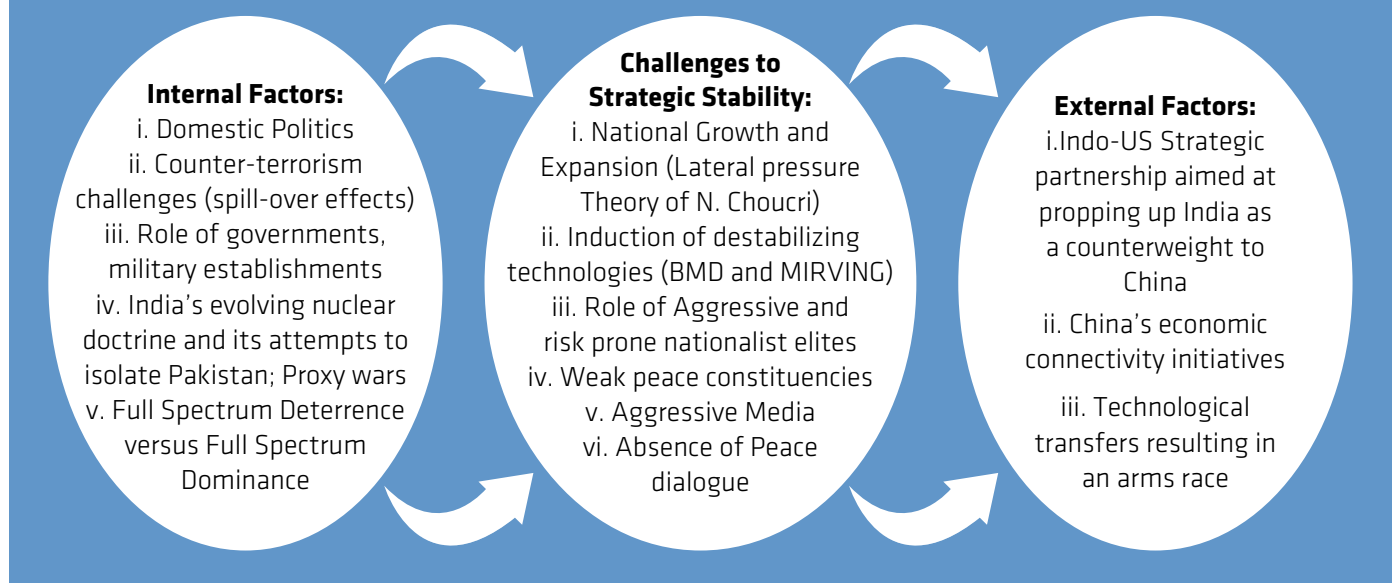 Internal Factors:
i. Domestic Politics
ii. Counter-terrorism
challenges (spill-over effects)
iii. Role of governments,
military establishments
iv. India’s evolving nuclear
doctrine and its attempts to
isolate Pakistan; Proxy wars
v. Full Spectrum Deterrence
versus Full Spectrum
Dominance
Challenges to
Strategic Stability:
i. National Growth and
Expansion (Lateral pressure
Theory of N. Choucri)
ii. Induction of destabilizing
technologies (BMD and MIRVING)
iii. Role of Aggressive and
risk prone nationalist elites
iv. Weak peace constituencies
v. Aggressive Media
vi. Absence of Peace
dialogue
External Factors:
i.Indo-US Strategic
partnership aimed at
propping up India as
a counterweight to
China
ii. China’s economic
connectivity initiatives
iii. Technological
transfers resulting in
an arms race